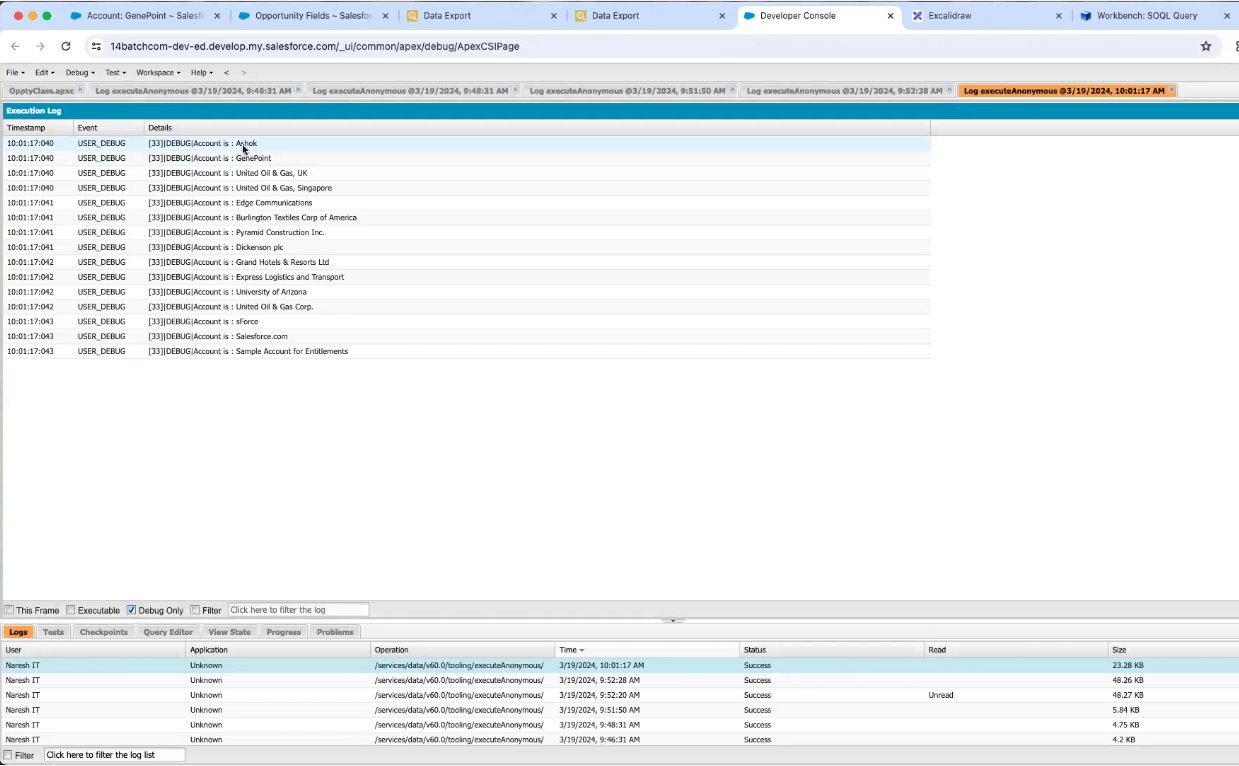 Account: GenePoint ~ Salesf
Opportunity Fields ~ Salesfor
Data Export
Data Export
Developer Console
Excalidraw
Workbench: SOQL Query
14batchcom-dev-ed.develop.my.salesforce.com/_ui/common/apex/debug/ApexCSIPage
File Edit Debug Test Workspace Help < >
OpptyClass.apxc
Log executeAnonymous @3/19/2024, 9:46:31 AM
Log executeAnonymous @3/19/2024, 9:48:31 AM
Log executeAnonymous @3/19/2024, 9:51:50 AM
Log executeAnonymous @3/19/2024, 9:52:28 AM
Log executeAnonymous @3/19/2024, 10:01:17 AM
Execution Log
Timestamp Event Details
10:01:17:040 USER_DEBUG [33]|DEBUG|Account is : Ashok
10:01:17:040 USER_DEBUG [33]|DEBUG|Account is : GenePoint
10:01:17:040 USER_DEBUG [33]|DEBUG|Account is : United Oil & Gas, UK
10:01:17:040 USER_DEBUG [33]|DEBUG|Account is : United Oil & Gas, Singapore
10:01:17:041 USER_DEBUG [33]|DEBUG|Account is : Edge Communications
10:01:17:041 USER_DEBUG [33]|DEBUG|Account is : Burlington Textiles Corp of America
10:01:17:041 USER_DEBUG [33]|DEBUG|Account is : Pyramid Construction Inc.
10:01:17:041 USER_DEBUG [33]|DEBUG|Account is : Dickenson plc
10:01:17:042 USER_DEBUG [33]|DEBUG|Account is : Grand Hotels & Resorts Ltd
10:01:17:042 USER_DEBUG [33]|DEBUG|Account is : Express Logistics and Transport
10:01:17:042 USER_DEBUG [33]|DEBUG|Account is : University of Arizona
10:01:17:042 USER_DEBUG [33]|DEBUG|Account is : United Oil & Gas Corp.
10:01:17:043 USER_DEBUG [33]|DEBUG|Account is : sForce
10:01:17:043 USER_DEBUG [33]|DEBUG|Account is : Salesforce.com
10:01:17:043 USER_DEBUG [33]|DEBUG|Account is : Sample Account for Entitlements
This Frame Executable Debug Only Filter Click here to filter the log
Logs Tests Checkpoints Query Editor View State Progress Problems
User Application Operation Time Status Read Size
Naresh IT Unknown /services/data/v60.0/tooling/executeAnonymous/ 3/19/2024, 10:01:17 AM Success 23.28 KB
Naresh IT Unknown /services/data/v60.0/tooling/executeAnonymous/ 3/19/2024, 9:52:28 AM Success 48.26 KB
Naresh IT Unknown /services/data/v60.0/tooling/executeAnonymous/ 3/19/2024, 9:52:20 AM Success Unread 48.27 KB
Naresh IT Unknown /services/data/v60.0/tooling/executeAnonymous/ 3/19/2024, 9:51:50 AM Success 5.84 KB
Naresh IT Unknown /services/data/v60.0/tooling/executeAnonymous/ 3/19/2024, 9:48:31 AM Success 4.75 KB
Naresh IT Unknown /services/data/v60.0/tooling/executeAnonymous/ 3/19/2024, 9:46:31 AM Success 4.2 KB
Filter Click here to filter the log list